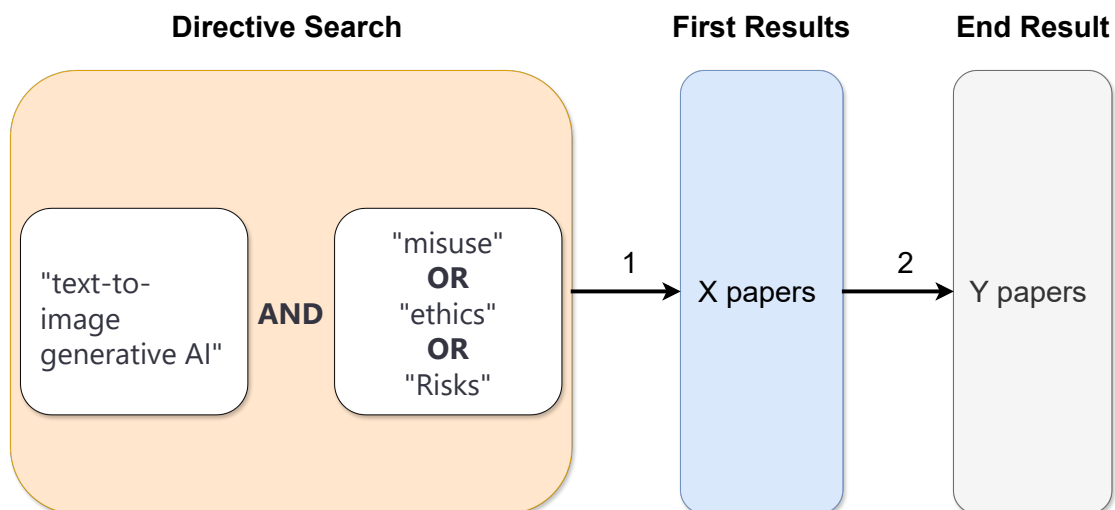 Directive Search
First Results
End Result
"text-to-
image
generative AI"
AND
"misuse"
OR
"ethics"
OR
"Risks"
1
X papers
2
Y papers